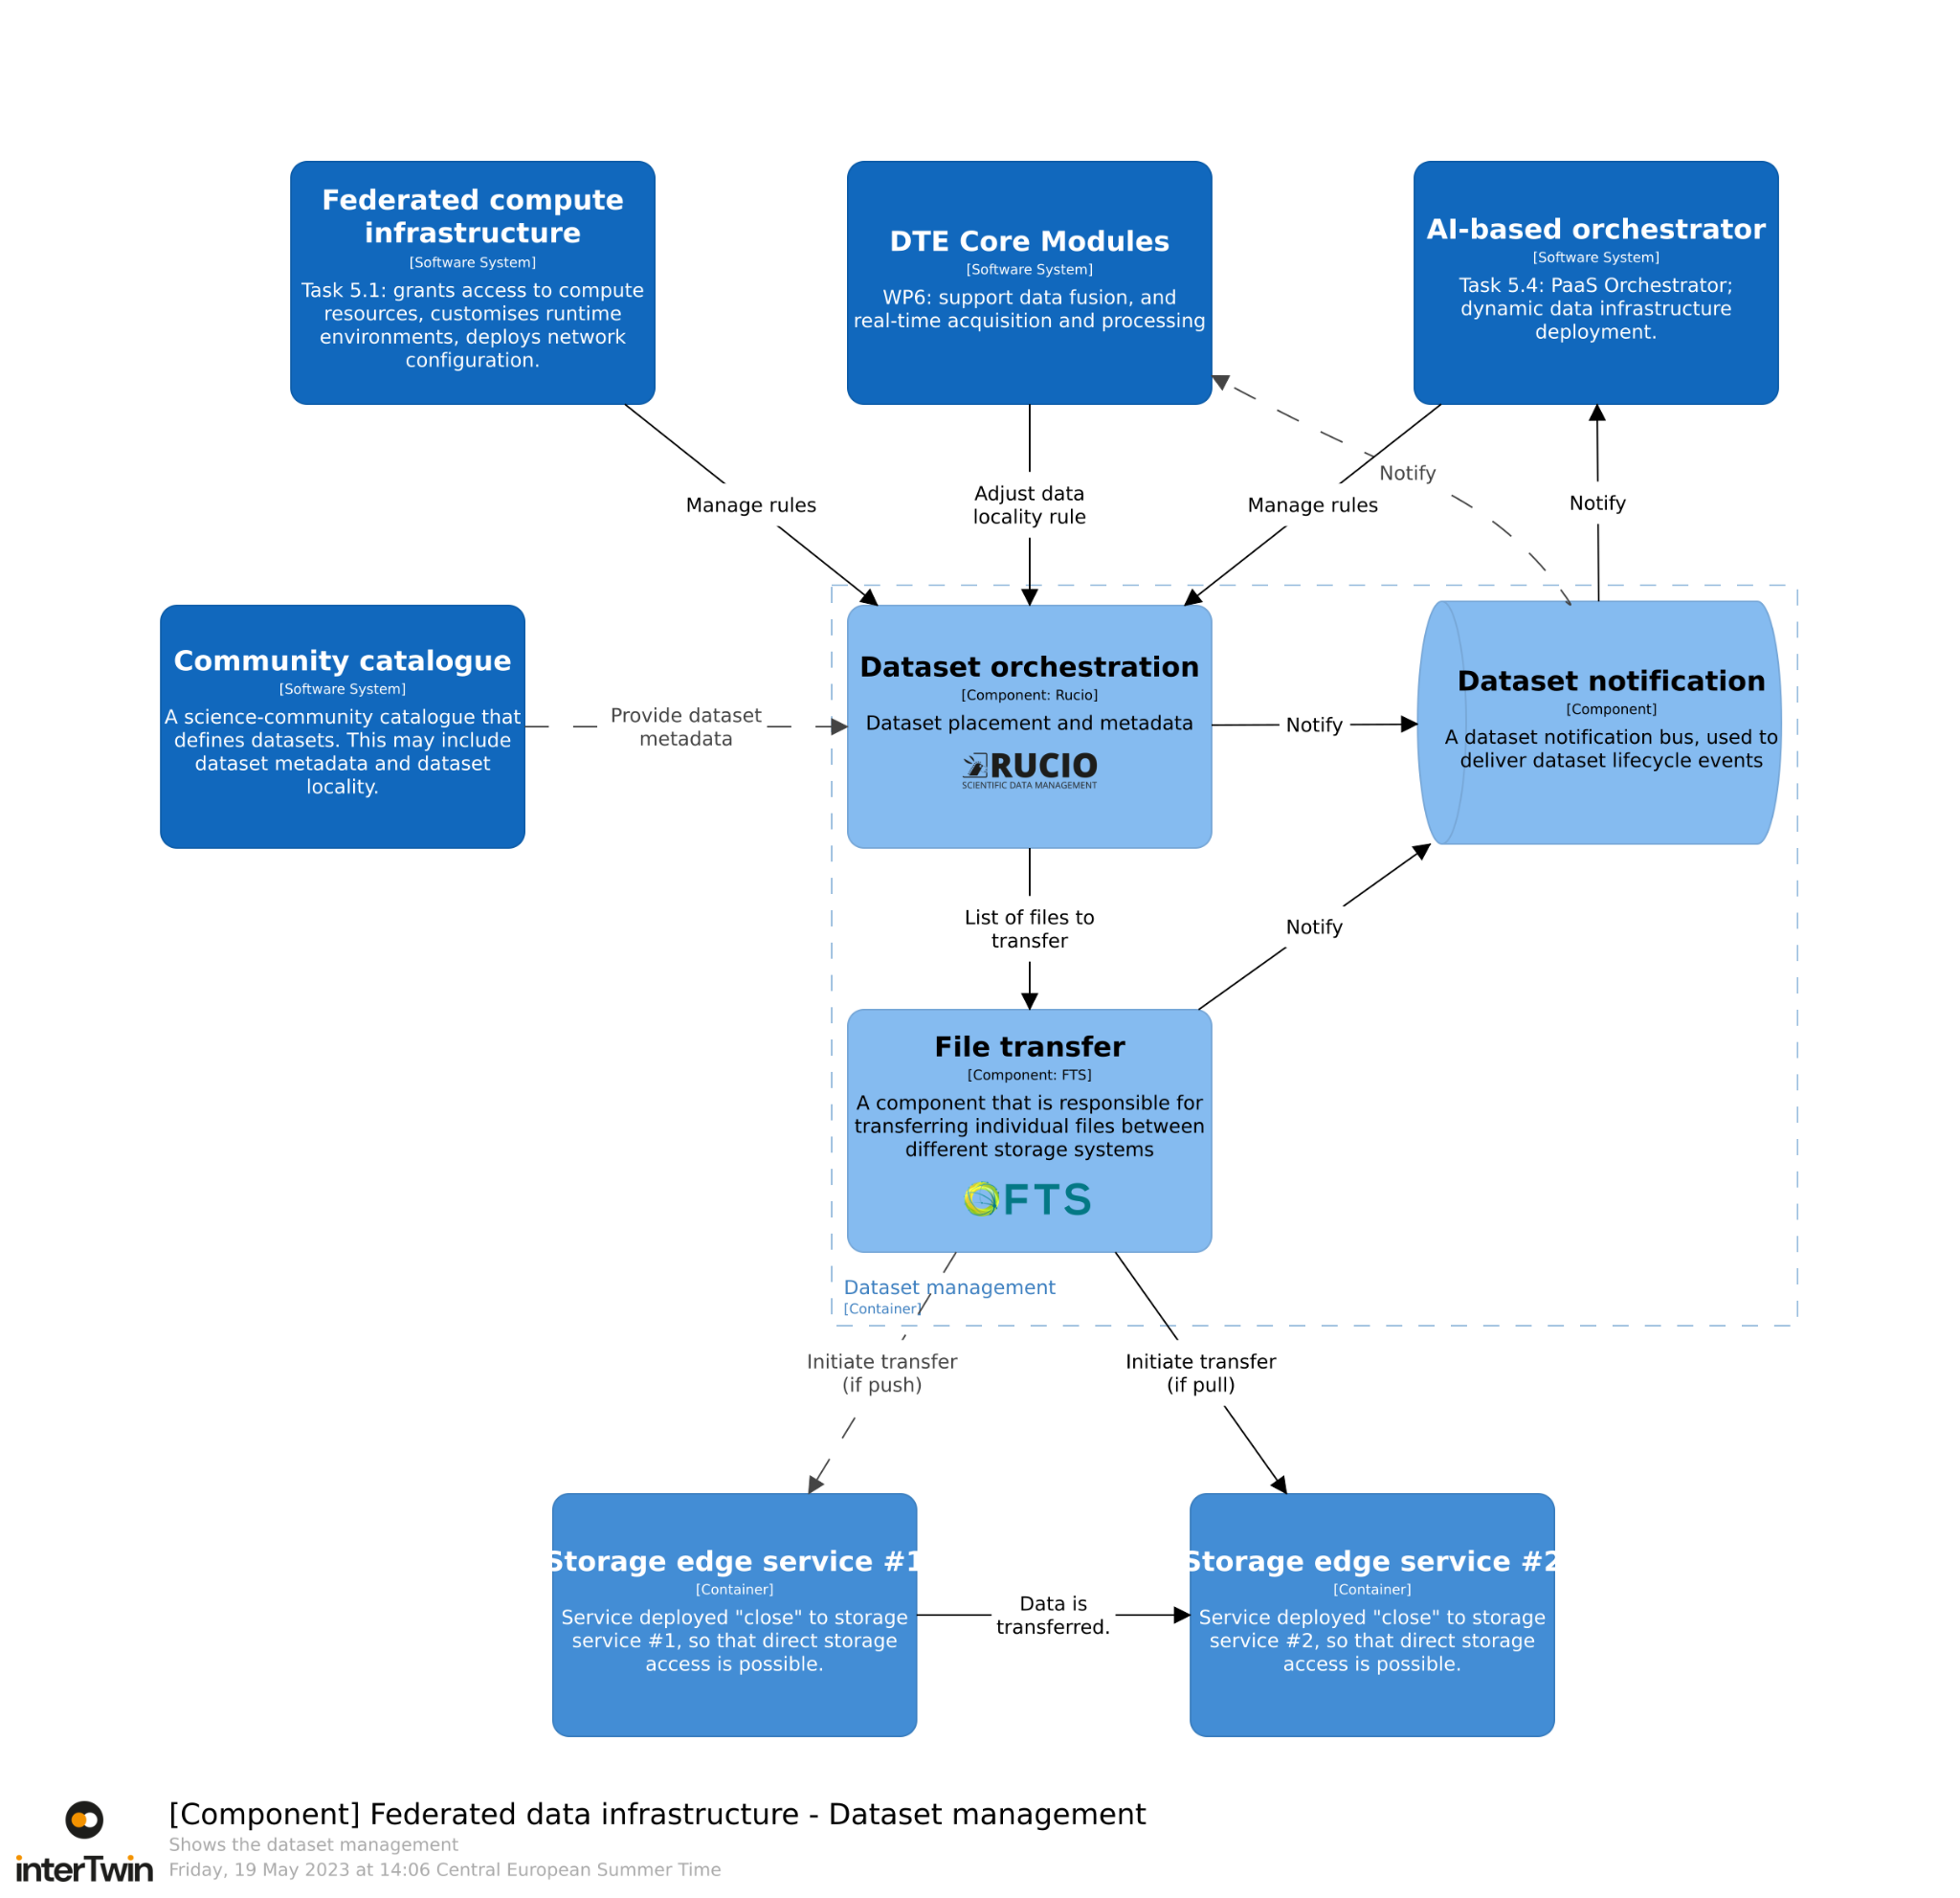 Federated compute
infrastructure
[Software System]
Task 5.1: grants access to compute
resources, customises runtime
environments, deploys network
configuration.
DTE Core Modules
[Software System]
WP6: support data fusion, and
real-time acquisition and processing
AI-based orchestrator
[Software System]
Task 5.4: PaaS Orchestrator;
dynamic data infrastructure
deployment.
Manage rules
Adjust data
locality rule
Manage rules
Notify
Notify
Community catalogue
[Software System]
A science-community catalogue that
defines datasets. This may include
dataset metadata and dataset
locality.
Provide dataset
metadata
Dataset orchestration
[Component: Rucio]
Dataset placement and metadata
RUCIO
SCIENTIFIC DATA MANAGEMENT
Notify
Dataset notification
[Component]
A dataset notification bus, used to
deliver dataset lifecycle events
List of files to
transfer
Notify
File transfer
[Component: FTS]
A component that is responsible for
transferring individual files between
different storage systems
FTS
Dataset management
[Container]
Initiate transfer
(if push)
Initiate transfer
(if pull)
Storage edge service #1
[Container]
Service deployed "close" to storage
service #1, so that direct storage
access is possible.
Data is
transferred.
Storage edge service #2
[Container]
Service deployed "close" to storage
service #2, so that direct storage
access is possible.
interTwin
[Component] Federated data infrastructure - Dataset management
Shows the dataset management
Friday, 19 May 2023 at 14:06 Central European Summer Time